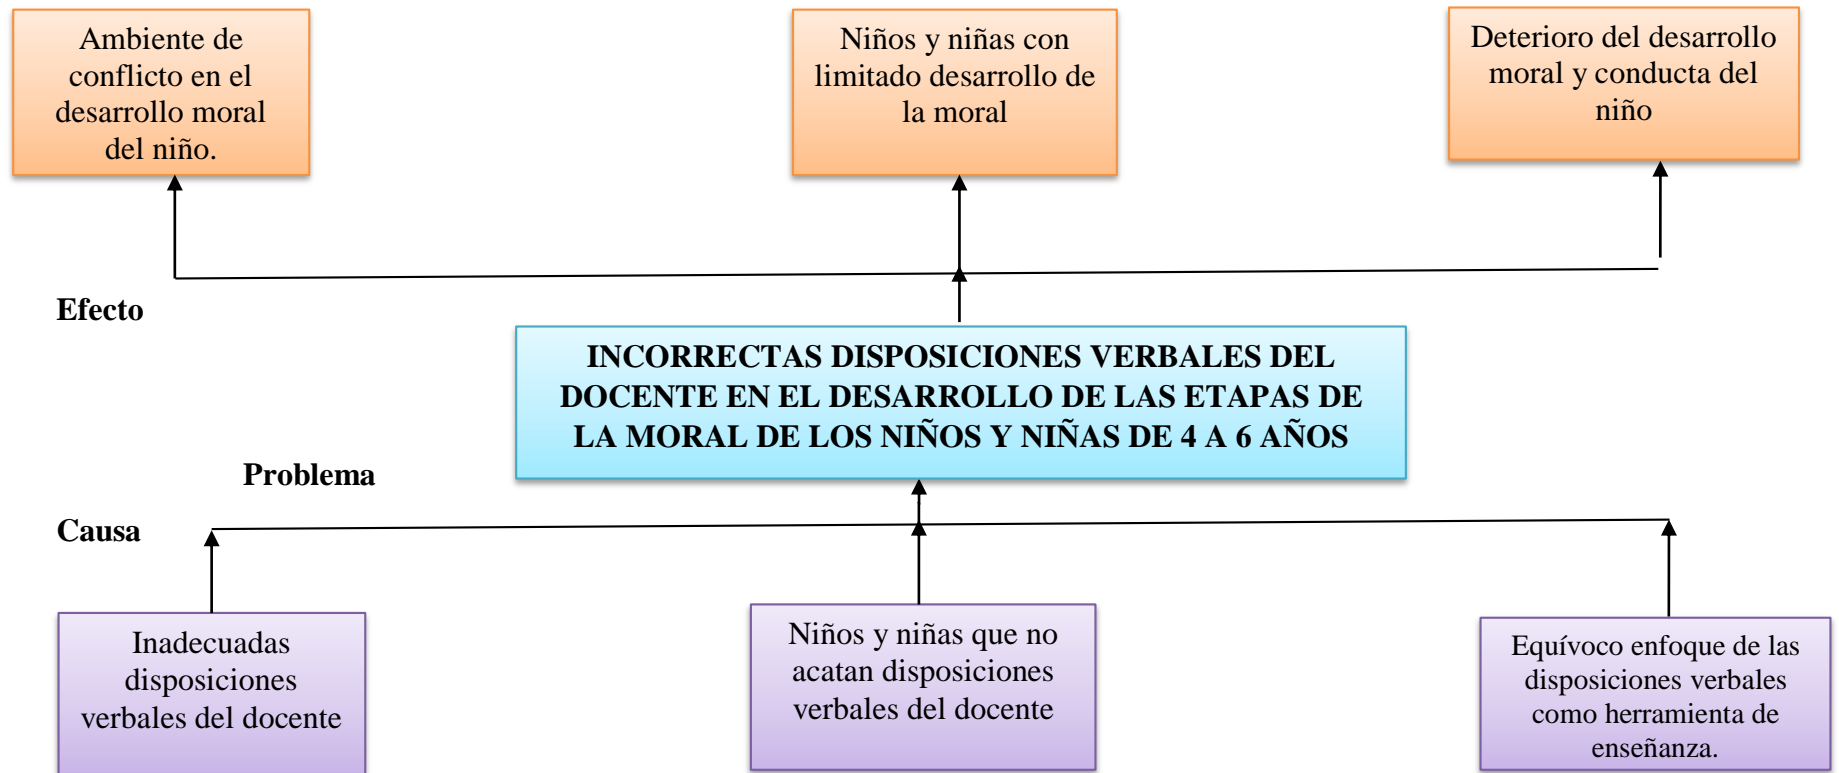 Ambiente de
conflicto en el
desarrollo moral
del niño.
Niños y niñas con
limitado desarrollo de
la moral
Deterioro del desarrollo
moral y conducta del
niño
Efecto
INCORRECTAS DISPOSICIONES VERBALES DEL
DOCENTE EN EL DESARROLLO DE LAS ETAPAS DE
LA MORAL DE LOS NIÑOS Y NIÑAS DE 4 A 6 AÑOS
Problema
Causa
Inadecuadas
disposiciones
verbales del docente
Niños y niñas que no
acatan disposiciones
verbales del docente
Equívoco enfoque de las
disposiciones verbales
como herramienta de
enseñanza.